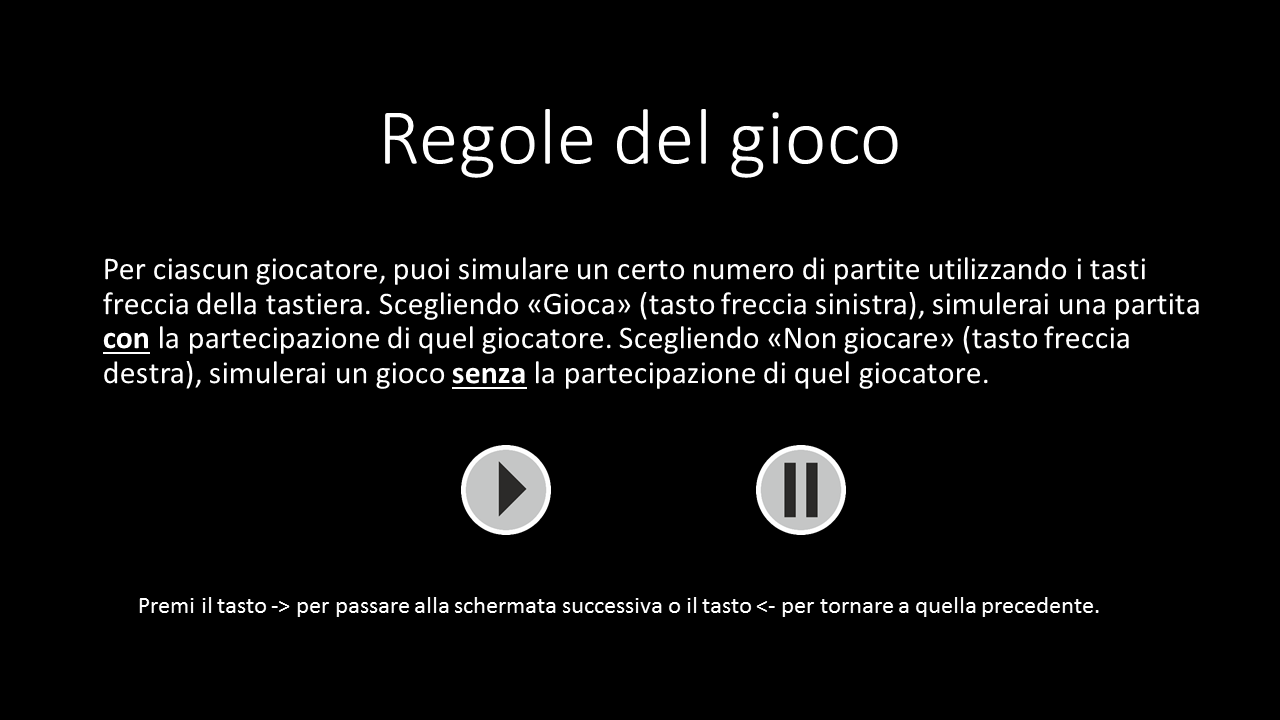 Regole del gioco
Per ciascun giocatore, puoi simulare un certo numero di partite utilizzando i tasti
freccia della tastiera. Scegliendo «Gioca» (tasto freccia sinistra), simulerai una partita
con la partecipazione di quel giocatore. Scegliendo «Non giocare» (tasto freccia
destra), simulerai un gioco senza la partecipazione di quel giocatore.
Premi il tasto -> per passare alla schermata successiva o il tasto <- per tornare a quella precedente.